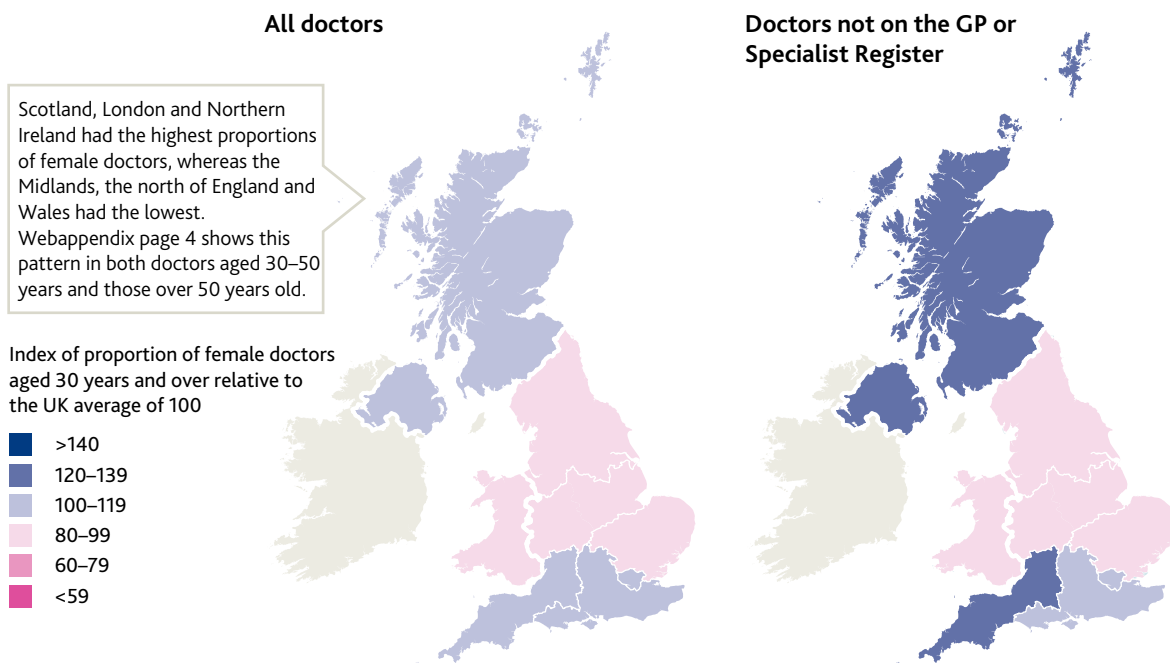 All doctors
Doctors not on the GP or
Specialist Register
Scotland, London and Northern
Ireland had the highest proportions
of female doctors, whereas the
Midlands, the north of England and
Wales had the lowest.
Webappendix page 4 shows this
pattern in both doctors aged 30–50
years and those over 50 years old.
Index of proportion of female doctors
aged 30 years and over relative to
the UK average of 100
>140
120–139
100–119
80–99
60–79
<59